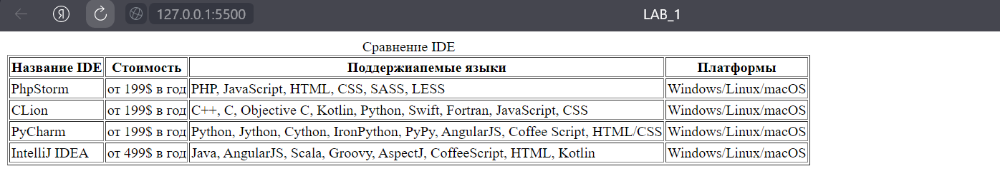 Я 127.0.0.1:5500 LAB_1
Сравнение IDE
Название IDE Стоимость Поддержиапемые языки Платформы
PhpStorm от 199$ в год PHP, JavaScript, HTML, CSS, SASS, LESS Windows/Linux/macOS
CLion от 199$ в год C++, C, Objective C, Kotlin, Python, Swift, Fortran, JavaScript, CSS Windows/Linux/macOS
PyCharm от 199$ в год Python, Jython, Cython, IronPython, PyPy, AngularJS, Coffee Script, HTML/CSS Windows/Linux/macOS
IntelliJ IDEA от 499$ в год Java, AngularJS, Scala, Groovy, AspectJ, CoffeeScript, HTML, Kotlin Windows/Linux/macOS